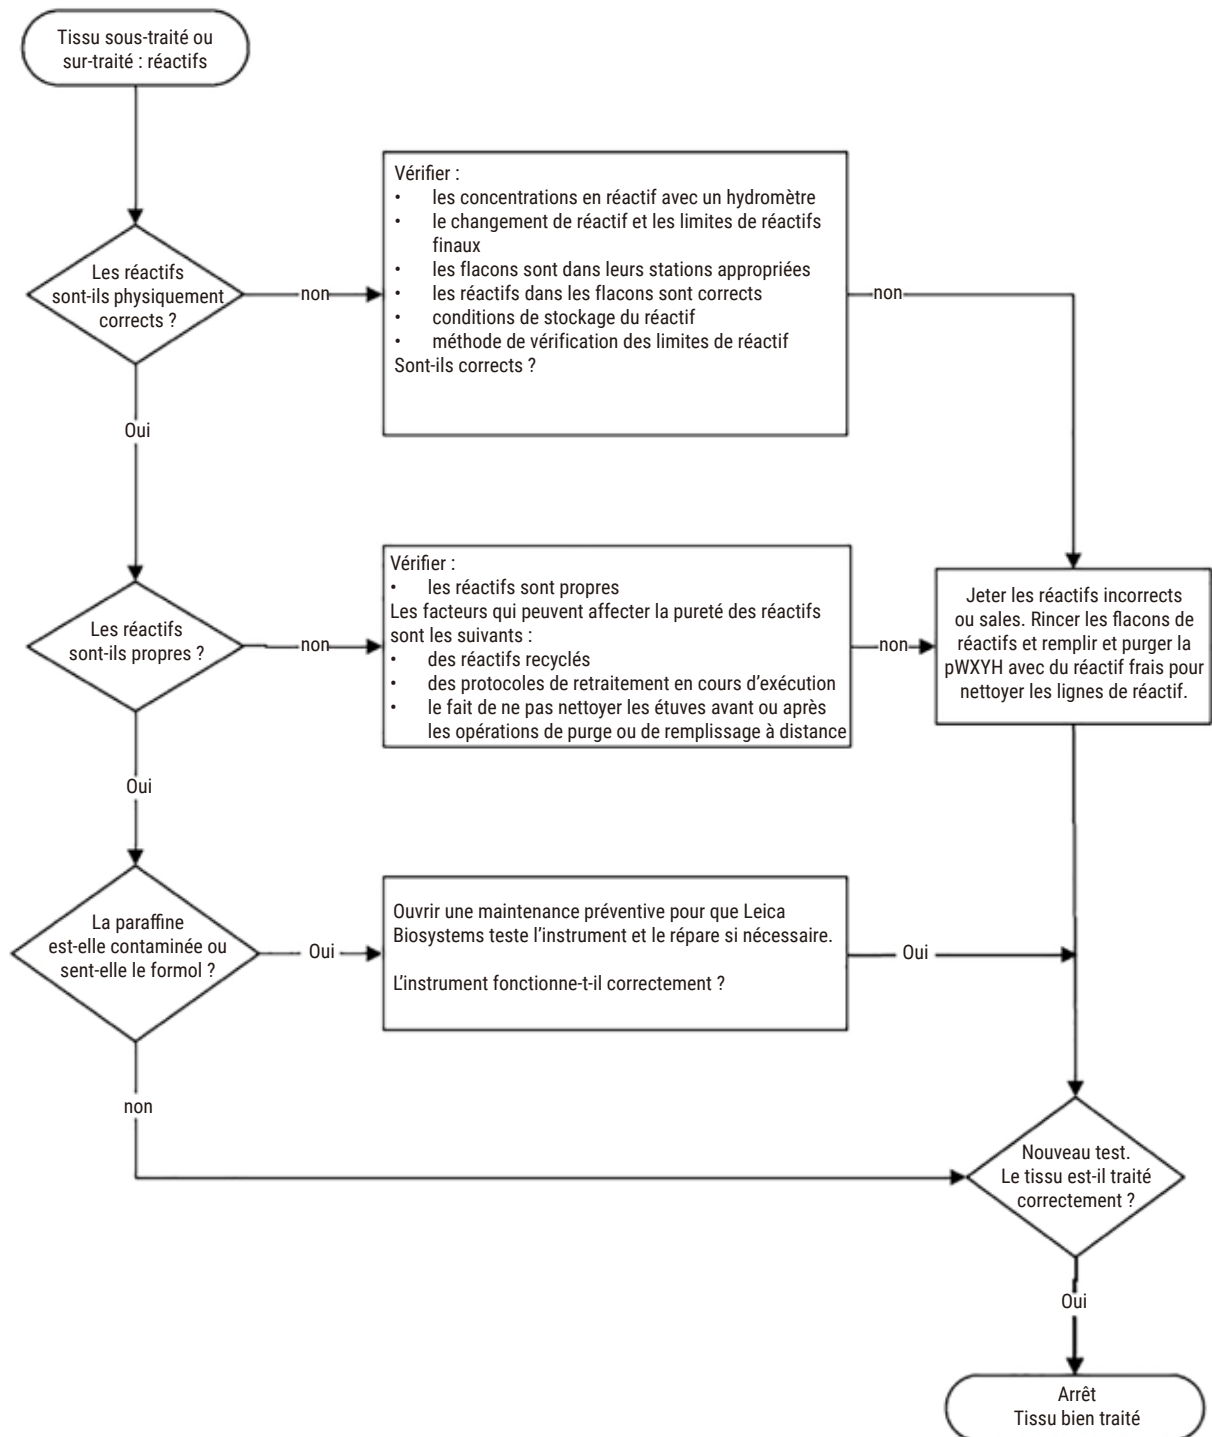 Tissu sous-traité ou
sur-traité : réactifs
Vérifier :
• les concentrations en réactif avec un hydromètre
• le changement de réactif et les limites de réactifs
finaux
• les flacons sont dans leurs stations appropriées
• les réactifs dans les flacons sont corrects
• conditions de stockage du réactif
• méthode de vérification des limites de réactif
Sont-ils corrects ?
Les réactifs
sont-ils physiquement
corrects ?
non
non
Oui
Vérifier :
• les réactifs sont propres
Les facteurs qui peuvent affecter la pureté des réactifs
sont les suivants :
• des réactifs recyclés
• des protocoles de retraitement en cours d'exécution
• le fait de ne pas nettoyer les étuves avant ou après
les opérations de purge ou de remplissage à distance
Les réactifs
sont-ils propres ?
non
non
Jeter les réactifs incorrects
ou sales. Rincer les flacons de
réactifs et remplir et purger la
pWXYH avec du réactif frais pour
nettoyer les lignes de réactif.
Oui
La paraffine
est-elle contaminée ou
sent-elle le formol ?
Oui
Ouvrir une maintenance préventive pour que Leica
Biosystems teste l'instrument et le répare si nécessaire.
L'instrument fonctionne-t-il correctement ?
Oui
non
Nouveau test.
Le tissu est-il traité
correctement ?
Oui
Arrêt
Tissu bien traité